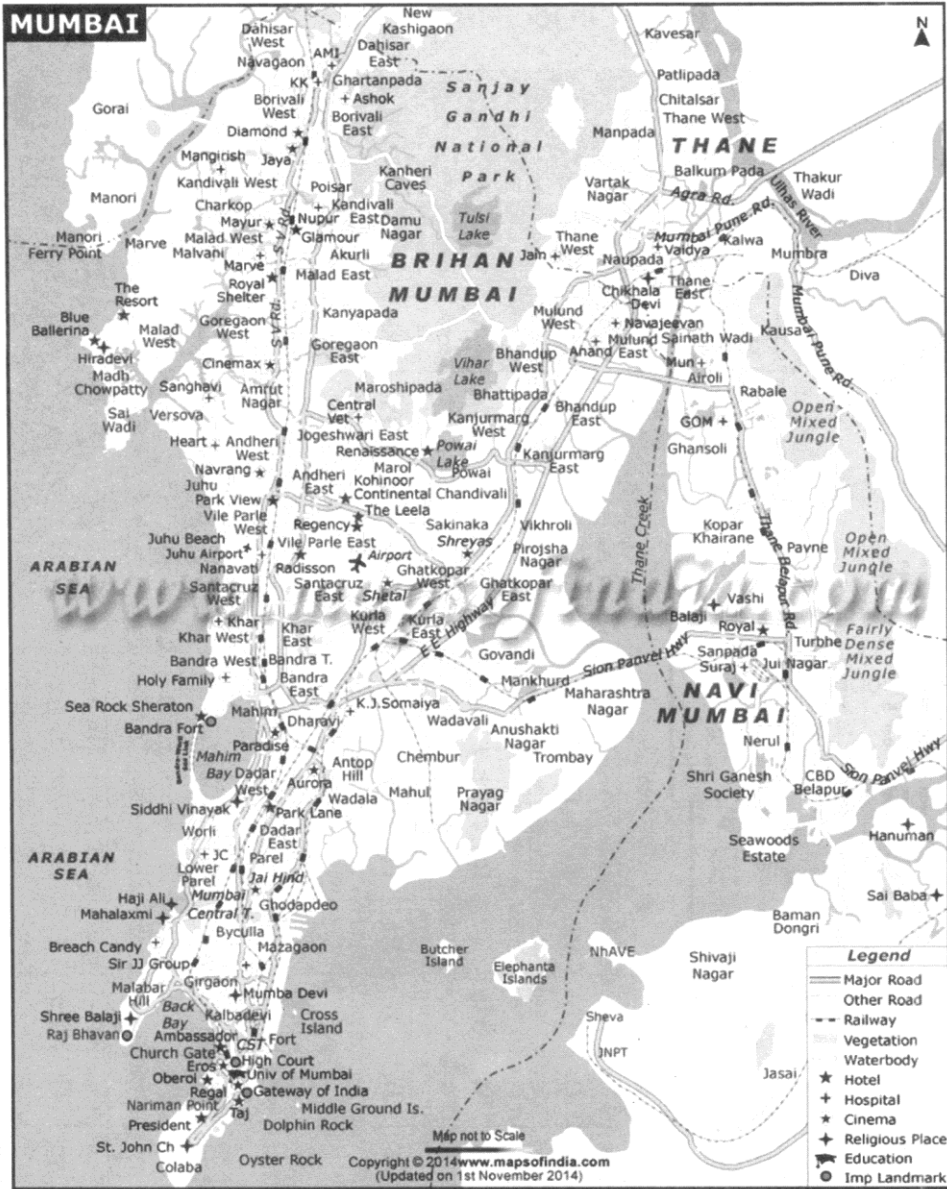 MUMBAI
N
New
Kashigaon
Dahisar
West
Navagaon
AMI
Dahisar
East
KK
Ghartanpada
Ashok
Borivali
West
Borivali
East
Gorai
Diamond
Jaya
Mangirish
Kandivali West
Manori
Charkop
Mayur
Poisar
Kandivali
East
Nupur
Glamour
Kanheri
Caves
Damu
Nagar
Sanjay
Gandhi
National
Park
Tulsi
Lake
Kavesar
Patlipada
Chitalsar
Thane West
Manpada
THANE
Balkum Pada
Vartak
Nagar
Agra Rd.
Thakur
Wadi
Ulhas River
Mumbai Pune Rd.
Kalwa
Vaidya
Mumbra
Diva
Manori
Ferry Point
Marve
Malad West
Malvani
Marve
Royal
Shelter
S V Rd.
Akurli
Malad East
BRIHAN
MUMBAI
Jain
Thane
West
Naupada
Chikhala
Devi
Thane
East
The
Resort
Blue
Ballerina
Hiradevi
Madh
Chowpatty
Malad
West
Goregaon
West
S V Rd.
Kanyapada
Goregaon
East
Cinemax
Mulund
West
Navajeevan
Anand
Mulund
East
Sainath Wadi
Kausa
Mumbai Pune Rd.
Mun
Airoli
Rabale
Vihar
Lake
Bhandup
West
Bhattipada
Maroshipada
Sanghavi
Amrut
Nagar
Sai
Wadi
Versova
Central
Vet
Kanjurmarg
West
Bhandup
East
GOM
Ghansoli
Open
Mixed
Jungle
Jogeshwari East
Renaissance
Powai
Lake
Heart
Andheri
West
Navrang
Juhu
Andheri
East
Marol
Kohinoor
Continental
Powai
Chandivali
Kanjurmarg
East
Park View
Vile Parle
West
The Leela
Regency
Sakinaka
Shreyas
Vikhroli
Kopar
Khairane
Pavne
Thane Creek
Thane Belapur Rd
Juhu Beach
Juhu Airport
Nanavati
Vile Parle East
Radisson
Airport
Pirojsha
Nagar
Open
Mixed
Jungle
ARABIAN
SEA
www.mapsofindia.com
Santacruz
West
Santacruz
East
Shetal
Ghatkopar
West
Ghatkopar
East
Vashi
Balaji
Royal
Turbhe
Fairly
Dense
Mixed
Jungle
Khar
Khar West
Khar
East
Kurla
West
Kurla
East
E E Highway
Govandi
Sion Panvel Hwy
Sanpada
Suraj
Jui Nagar
Bandra West
Bandra T.
Holy Family
Bandra
East
Mankhurd
Maharashtra
Nagar
NAVI
MUMBAI
Sea Rock Sheraton
Bandra Fort
Mahim
Dharavi
K.J.Somaiya
Wadavali
Anushakti
Nagar
Nerul
Sion Panvel Hwy
Paradise
Mahim
Bay
Dadar
West
Antop
Hill
Aurora
Chembur
Trombay
Shri Ganesh
Society
CBD
Belapur
Siddhi Vinayak
Park Lane
Wadala
Mahul
Prayag
Nagar
Worli
Dadar
East
Seawoods
Estate
Hanuman
ARABIAN
SEA
JC
Lower
Parel
Parel
Jai Hind
Haji Ali
Mahalaxmi
Mumbai
Central T.
Ghodapdeo
Sai Baba
Byculla
Baman
Dongri
Breach Candy
Sir JJ Group
Mazagaon
Butcher
Island
Elephanta
Islands
NhAVE
Shivaji
Nagar
Malabar
Hill
Girgaon
Mumba Devi
Shree Balaji
Raj Bhavan
Back
Bay
Kalbadevi
Cross
Island
Sheva
JNPT
Jasai
Ambassador
CST
Fort
Church Gate
High Court
Eros
Univ of Mumbai
Oberoi
Regal
Gateway of India
Nariman Point
Taj
Middle Ground Is.
President
Dolphin Rock
St. John Ch
Colaba
Oyster Rock
Map not to Scale
Copyright © 2014www.mapsofindia.com
(Updated on 1st November 2014)
Legend
Major Road
Other Road
Railway
Vegetation
Waterbody
Hotel
Hospital
Cinema
Religious Place
Education
Imp Landmark